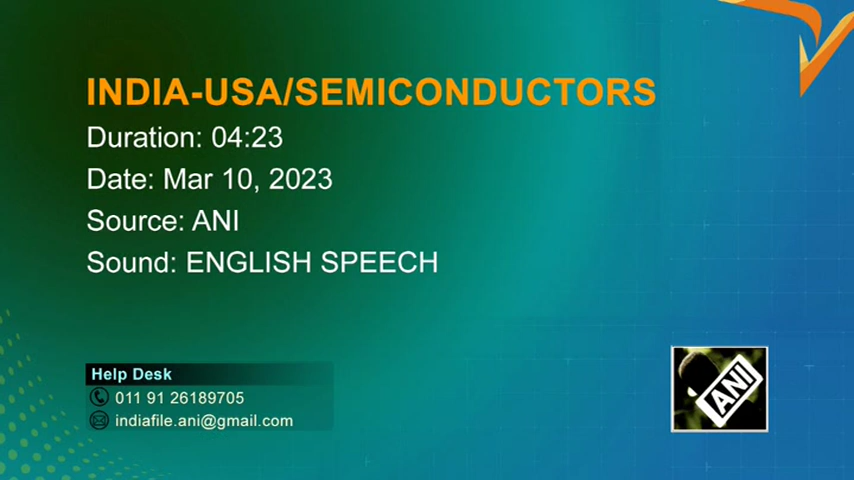 INDIA-USA/SEMICONDUCTORS
Duration: 04:23
Date: Mar 10, 2023
Source: ANI
Sound: ENGLISH SPEECH
Help Desk
011 91 26189705
indiafile.ani@gmail.com
ANI